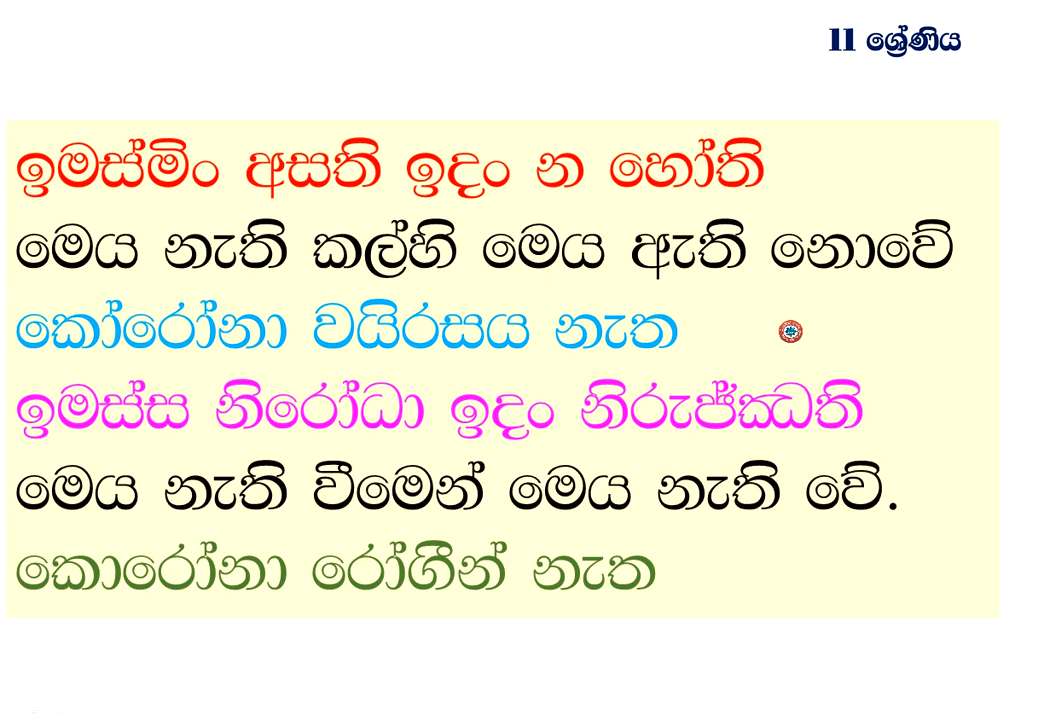 11 ශ්‍රේණිය
ඉමස්මිං අසති ඉදං න හෝති
මෙය නැති කල්හි මෙය ඇති නොවේ
කෝරෝනා වයිරසය නැත
ඉමස්ස නිරෝධා ඉදං නිරුජ්ඣති
මෙය නැති වීමෙන් මෙය නැති වේ.
කොරෝනා රෝගීන් නැත